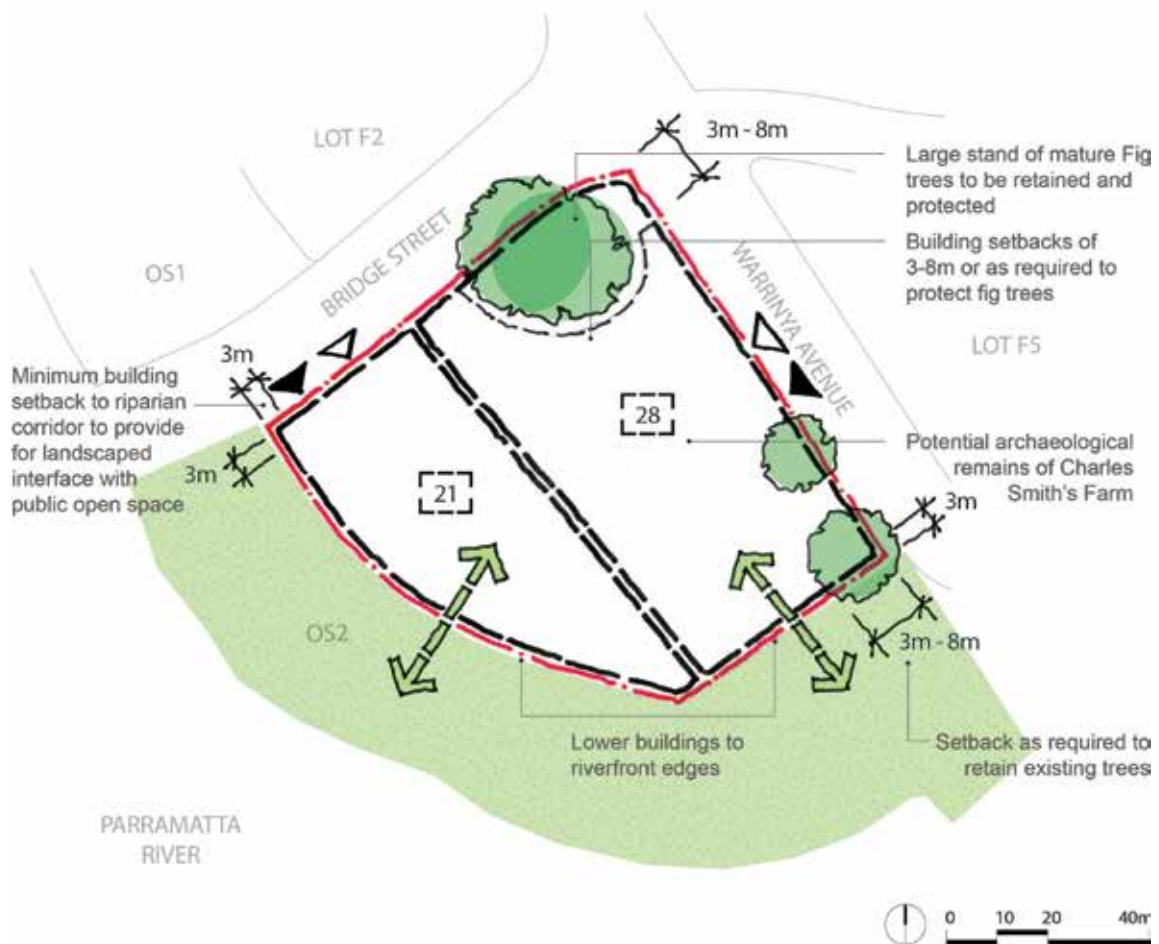 LOT F2
3m - 8m
Large stand of mature Fig
trees to be retained and
protected
BRIDGE STREET
OS1
Building setbacks of
3-8m or as required to
protect fig trees
WARRINYA AVENUE
LOT F5
3m
Minimum building
setback to riparian
corridor to provide
for landscaped
interface with
public open space
3m
28
21
Potential archaeological
remains of Charles
Smith's Farm
3m
OS2
3m - 8m
Lower buildings to
riverfront edges
Setback as required to
retain existing trees
PARRAMATTA
RIVER
0 10 20 40m